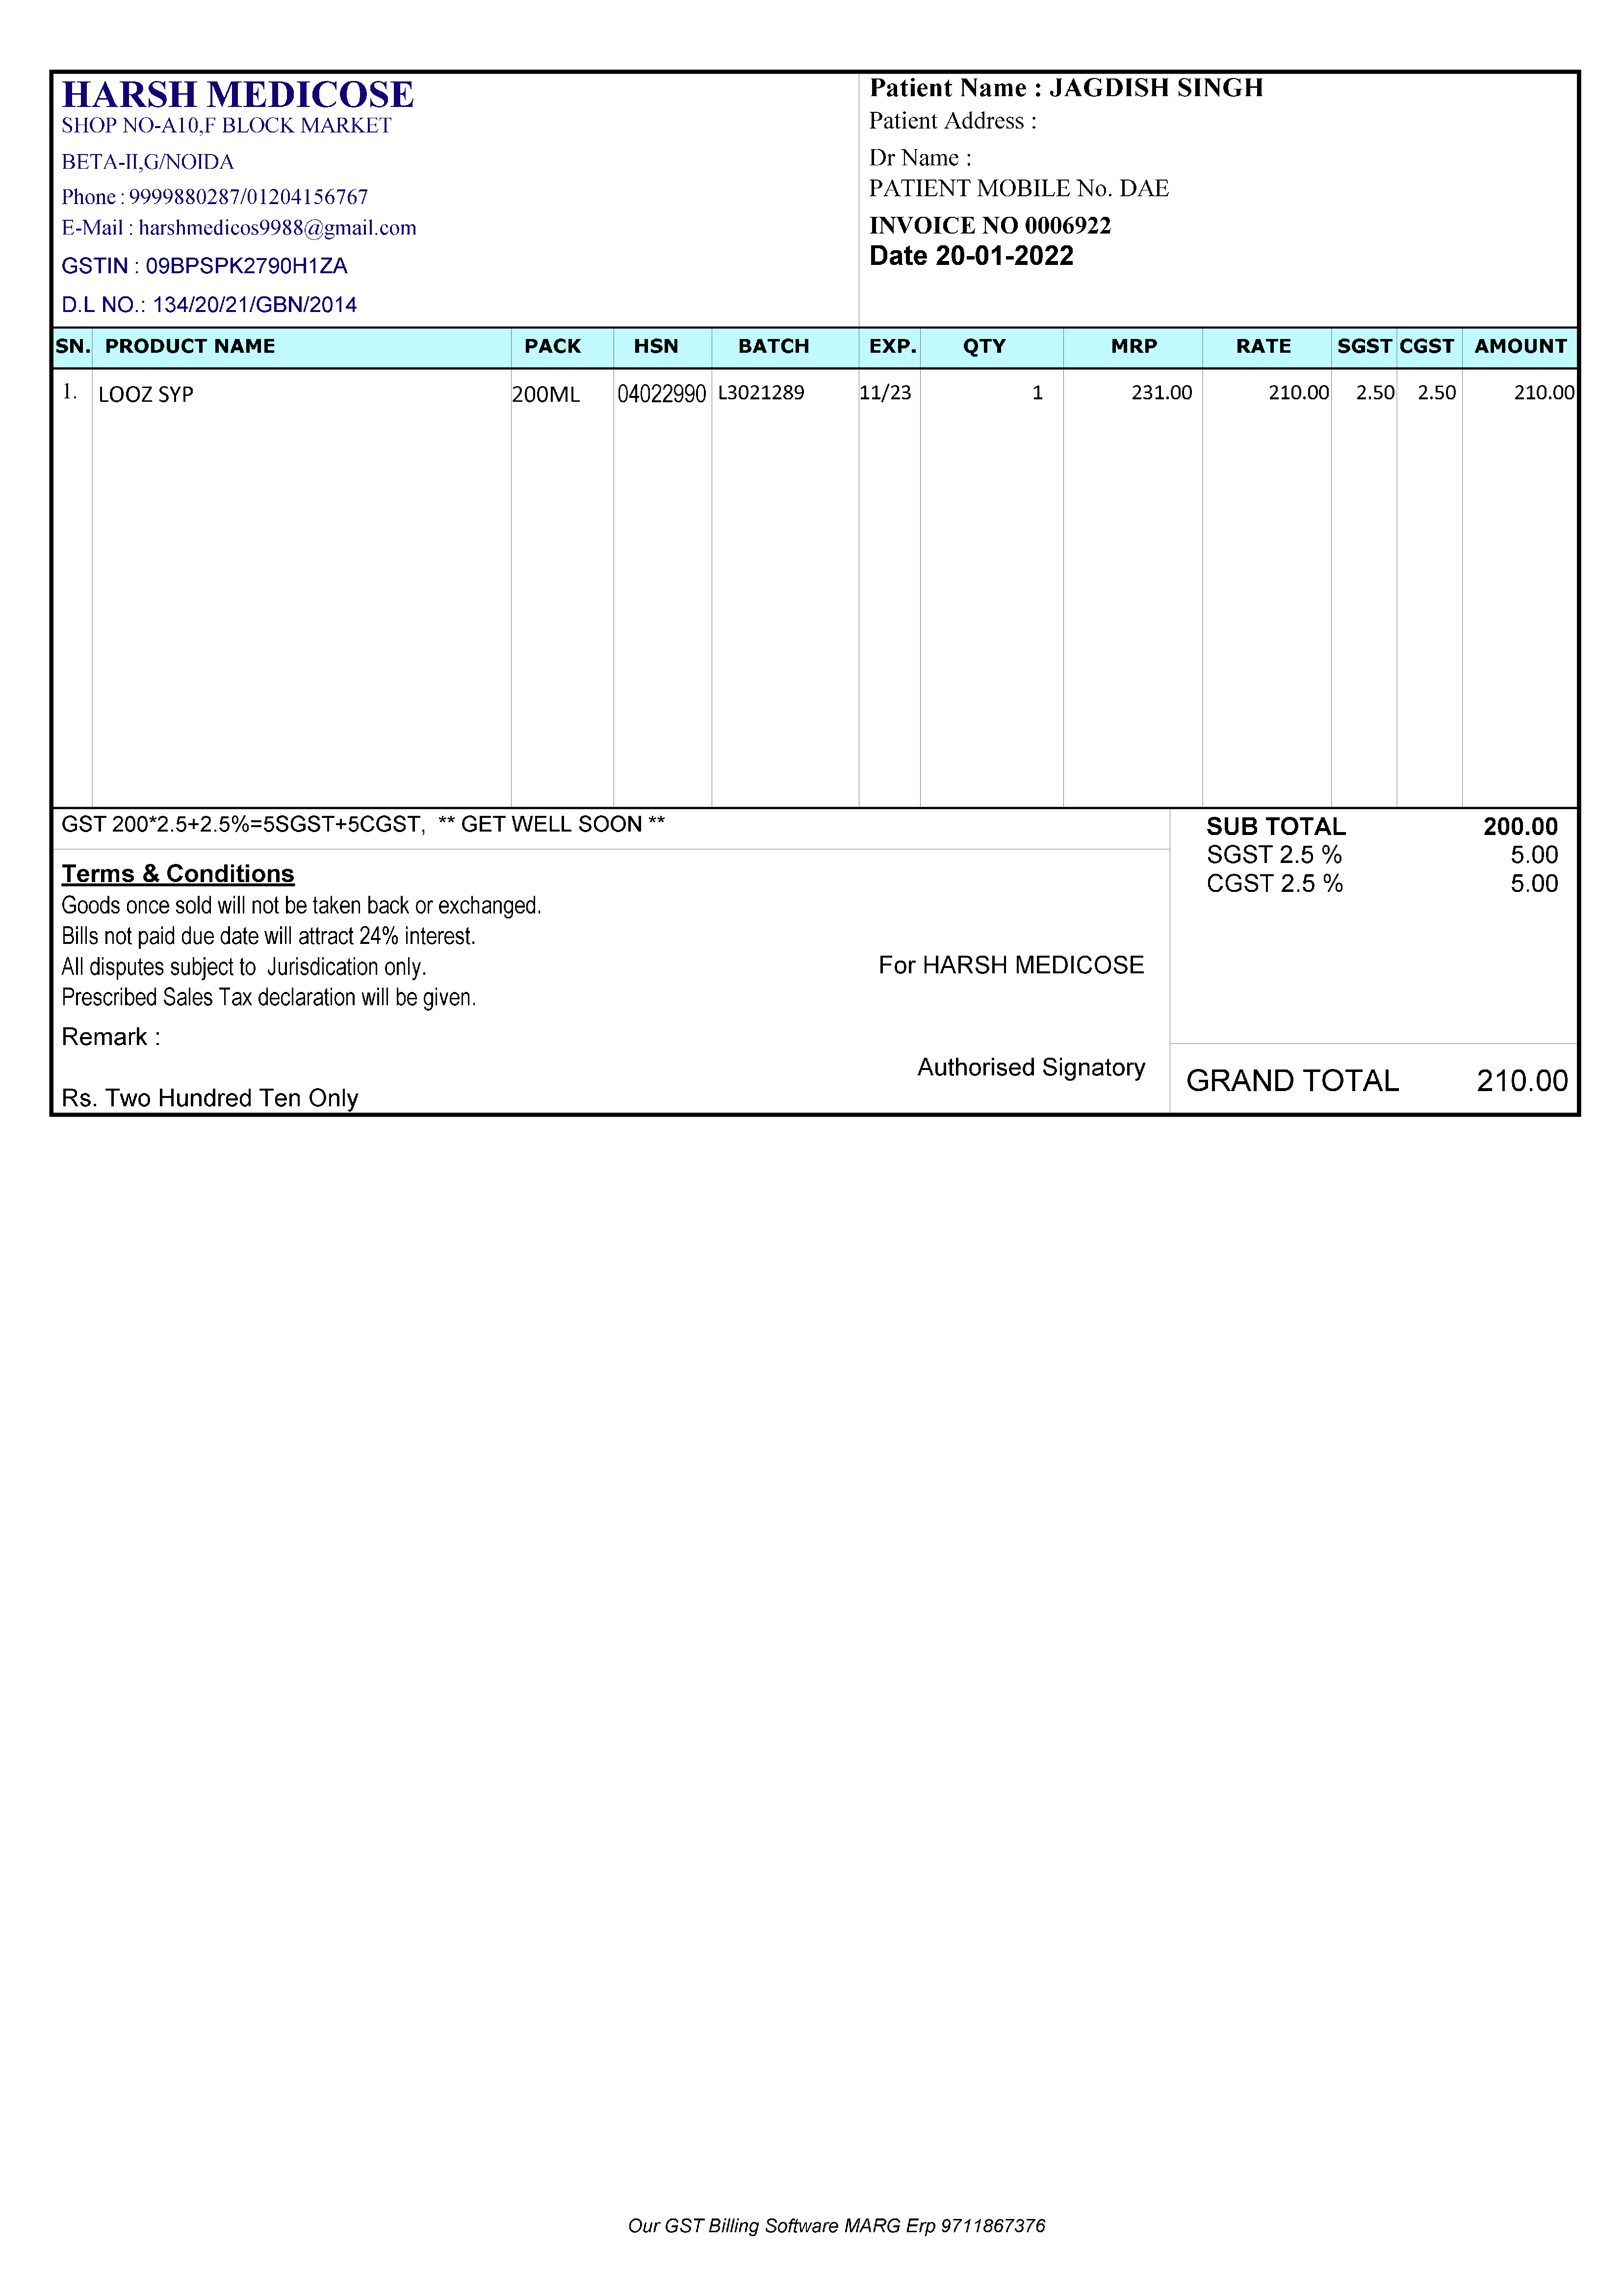 HARSH MEDICOSE
SHOP NO-A10,F BLOCK MARKET
BETA-II,G/NOIDA
Phone : 9999880287/01204156767
E-Mail : harshmedicos9988@gmail.com
GSTIN : 09BPSPK2790H1ZA
D.L NO.: 134/20/21/GBN/2014
Patient Name : JAGDISH SINGH
Patient Address :
Dr Name :
PATIENT MOBILE No. DAE
INVOICE NO 0006922
Date 20-01-2022
SN. PRODUCT NAME PACK HSN BATCH EXP. QTY MRP RATE SGST CGST AMOUNT
1. LOOZ SYP 200ML 04022990 L3021289 11/23 1 231.00 210.00 2.50 2.50 210.00
GST 200*2.5+2.5%=5SGST+5CGST, ** GET WELL SOON **
Terms & Conditions
Goods once sold will not be taken back or exchanged.
Bills not paid due date will attract 24% interest.
All disputes subject to Jurisdication only.
Prescribed Sales Tax declaration will be given.
Remark :
Rs. Two Hundred Ten Only
For HARSH MEDICOSE
Authorised Signatory
SUB TOTAL 200.00
SGST 2.5 % 5.00
CGST 2.5 % 5.00
GRAND TOTAL 210.00
Our GST Billing Software MARG Erp 9711867376